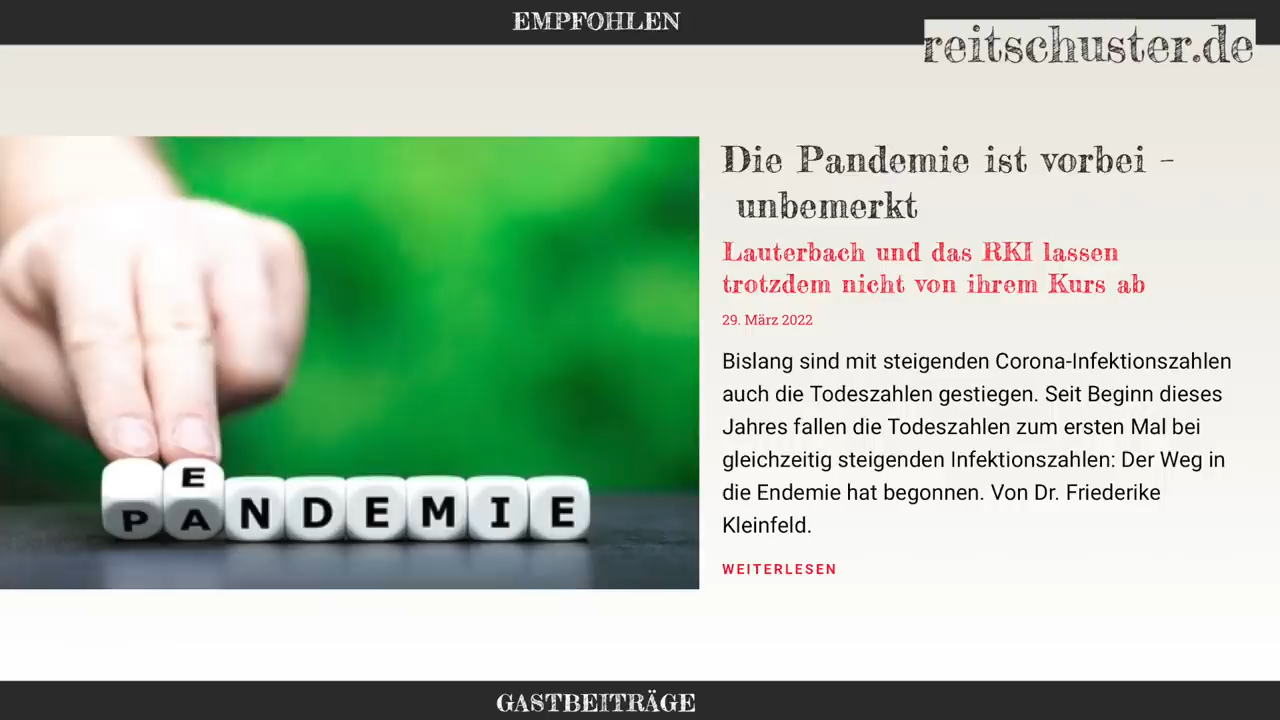 EMPFOHLEN
reitschuster.de
Die Pandemie ist vorbei –
unbemerkt
Lauterbach und das RKI lassen
trotzdem nicht von ihrem Kurs ab
29. März 2022
Bislang sind mit steigenden Corona-Infektionszahlen
auch die Todeszahlen gestiegen. Seit Beginn dieses
Jahres fallen die Todeszahlen zum ersten Mal bei
gleichzeitig steigenden Infektionszahlen: Der Weg in
die Endemie hat begonnen. Von Dr. Friederike
Kleinfeld.
WEITERLESEN
E
PANDEMIE
GASTBEITRÄGE